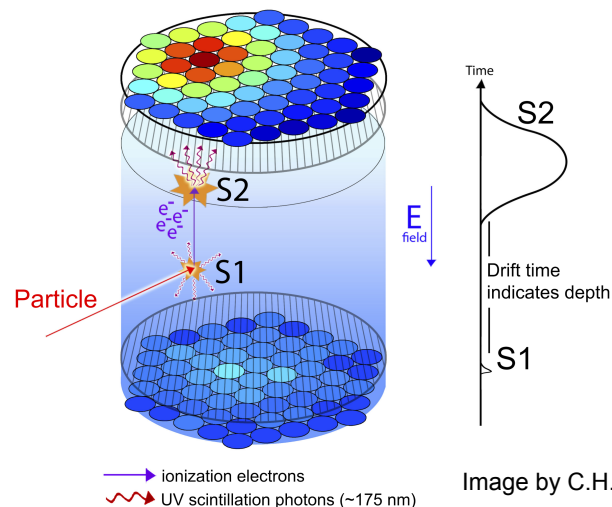 Time
S2
S2
e-
e-e-
e-
E
field
Drift time
indicates depth
S1
Particle
S1
ionization electrons
UV scintillation photons (~175 nm)
Image by C.H.